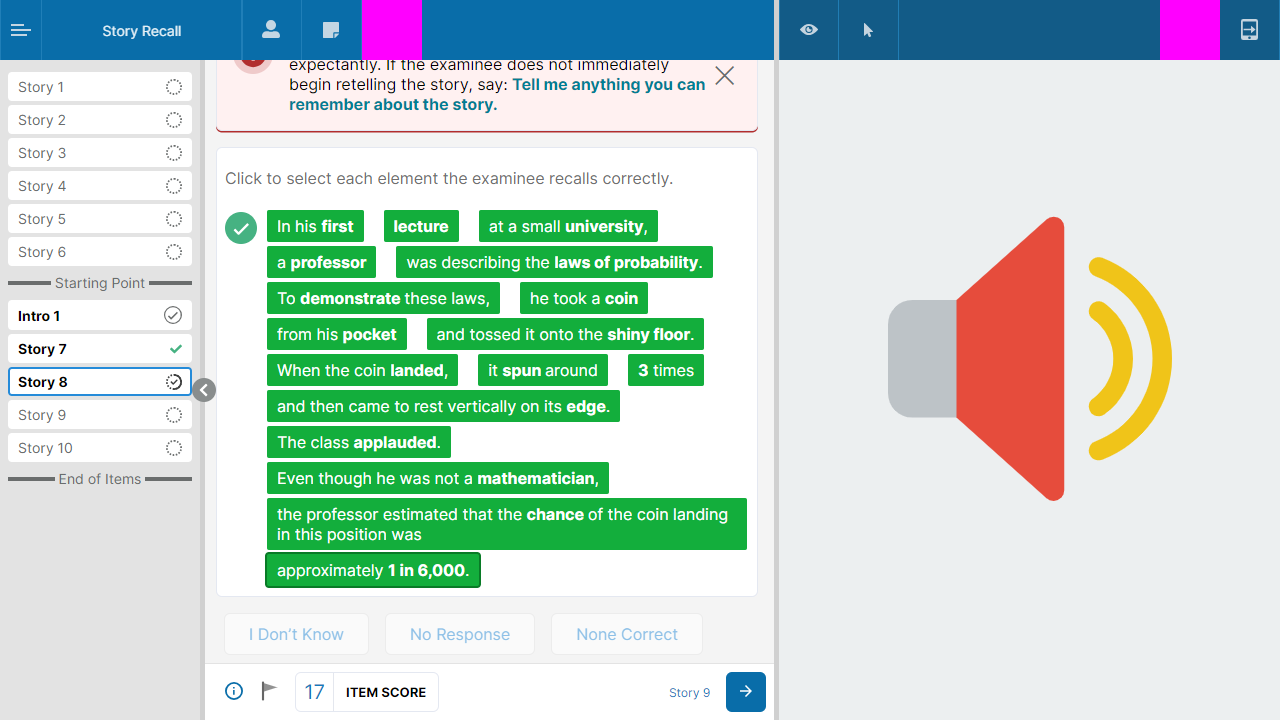 Story Recall
Story 1
Story 2
Story 3
Story 4
Story 5
Story 6
Starting Point
Intro 1
Story 7
Story 8
Story 9
Story 10
End of Items
expectantly. If the examinee does not immediately
begin retelling the story, say: Tell me anything you can
remember about the story.
Click to select each element the examinee recalls correctly.
In his first lecture at a small university,
a professor was describing the laws of probability.
To demonstrate these laws, he took a coin
from his pocket and tossed it onto the shiny floor.
When the coin landed, it spun around 3 times
and then came to rest vertically on its edge.
The class applauded.
Even though he was not a mathematician,
the professor estimated that the chance of the coin landing
in this position was
approximately 1 in 6,000.
I Don't Know No Response None Correct
17 ITEM SCORE Story 9